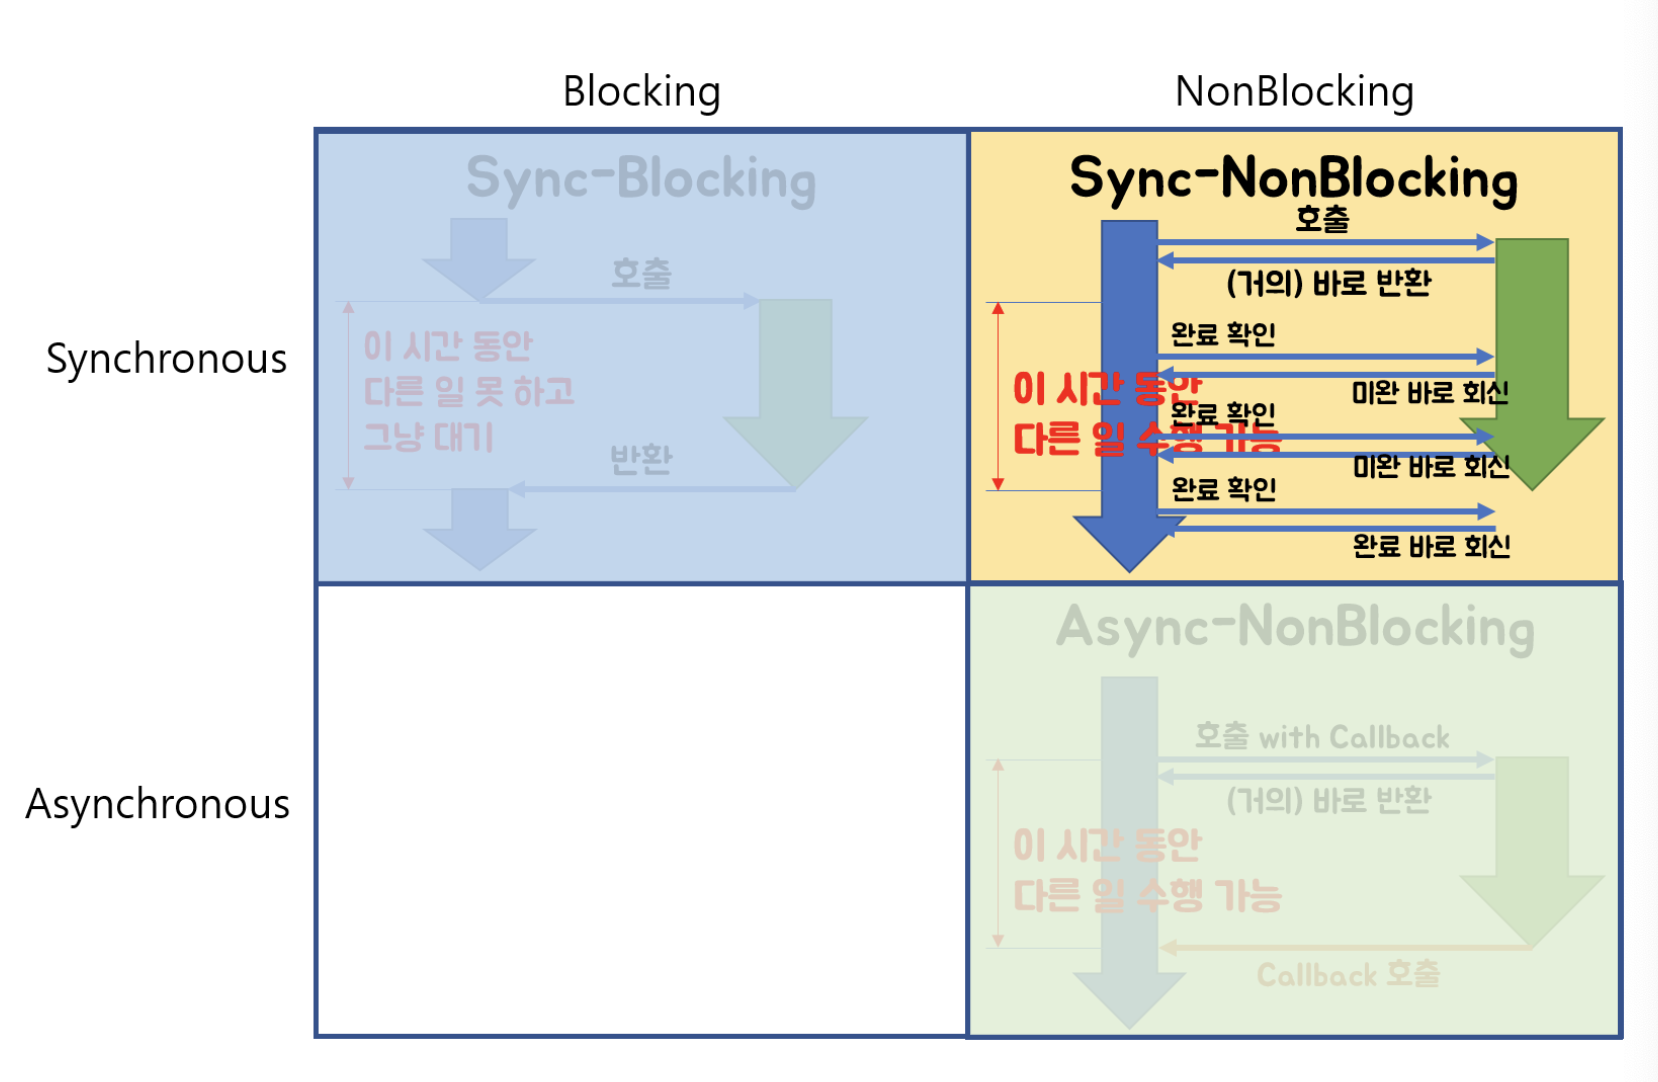 Blocking
NonBlocking
Synchronous
Sync-Blocking
호출
이 시간 동안
다른 일 못 하고
그냥 대기
반환
Sync-NonBlocking
호출
(거의) 바로 반환
완료 확인
이 시간 동안
미완 바로 회신
완료 확인
다른 일 수행 가능
미완 바로 회신
완료 확인
완료 바로 회신
Asynchronous
Async-NonBlocking
호출 with Callback
(거의) 바로 반환
이 시간 동안
다른 일 수행 가능
Callback 호출